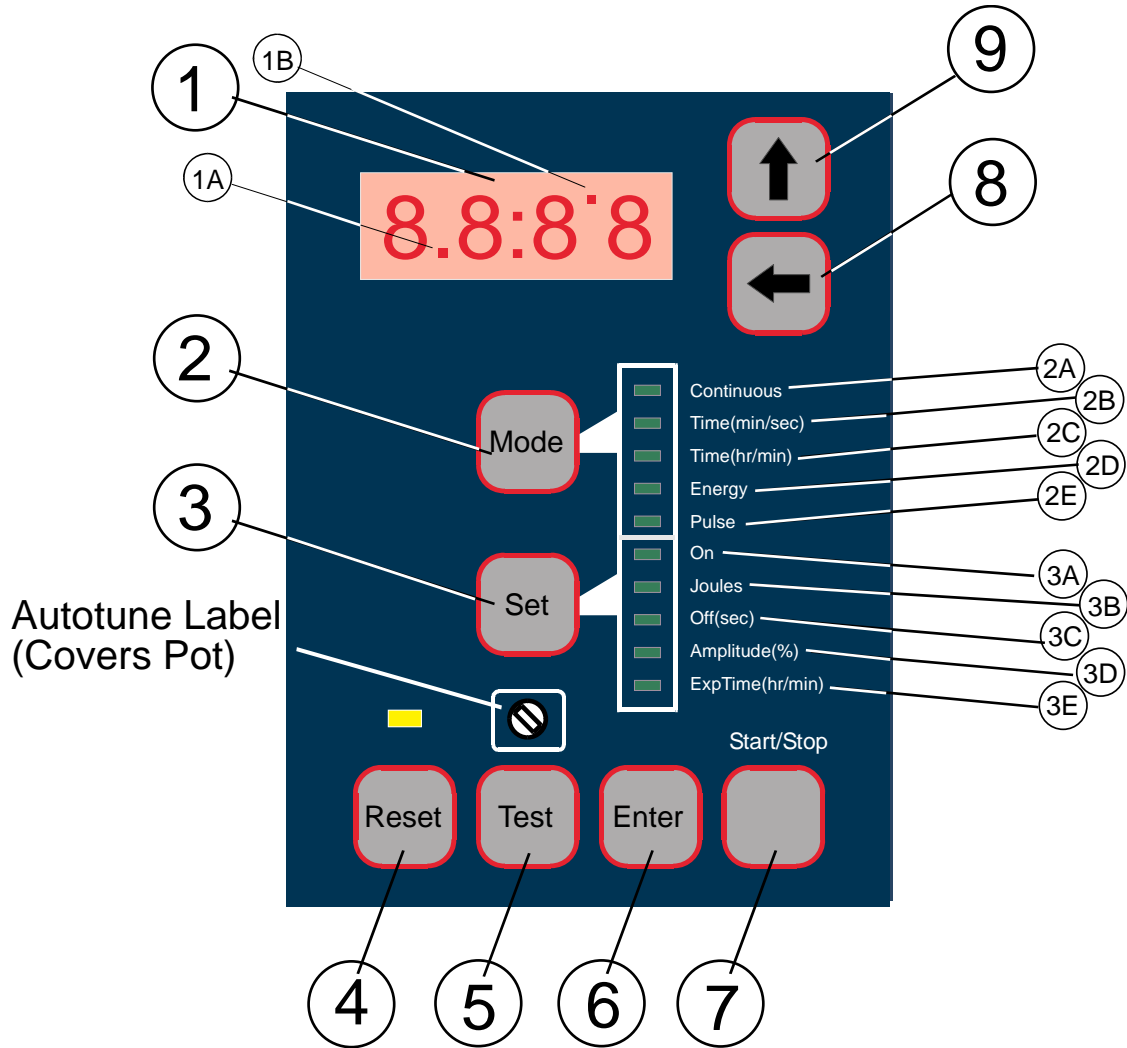 1B
1
9
1A
8.8:8˙8
8
2
2A
Continuous
2B
Time(min/sec)
Mode
2C
Time(hr/min)
2D
Energy
2E
Pulse
3
On
3A
Joules
3B
Set
Off(sec)
3C
Autotune Label
(Covers Pot)
Amplitude(%)
3D
ExpTime(hr/min)
3E
Start/Stop
Reset
Test
Enter
4
5
6
7